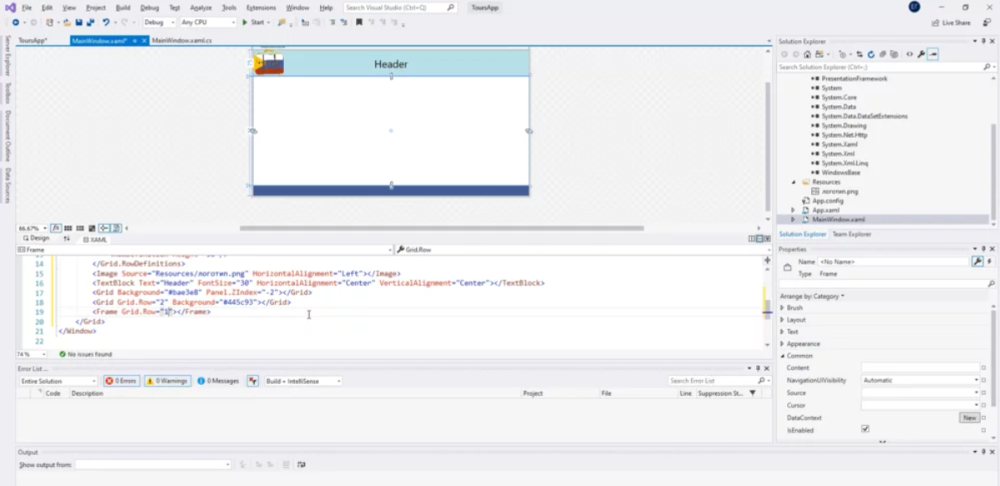 File Edit View Project Build Debug Test Analyze Tools Extensions Window Help Search Visual Studio (Ctrl+Q) ToursApp
Debug Any CPU Start Live Share
ToursApp* MainWindow.xaml* MainWindow.xaml.cs
Server Explorer
Toolbox
Document Outline
Data Sources
Header
66.67%
Design XAML
Frame Grid.Row
14 </Grid.RowDefinitions>
15 <Image Source="Resources/логотип.png" HorizontalAlignment="Left"></Image>
16 <TextBlock Text="Header" FontSize="30" HorizontalAlignment="Center" VerticalAlignment="Center"></TextBlock>
17 <Grid Background="#bae3e8" Panel.ZIndex="-2"></Grid>
18 <Grid Grid.Row="2" Background="#445c93"></Grid>
19 <Frame Grid.Row="1"></Frame>
20 </Grid>
21 </Window>
22
74 % No issues found
Error List ...
Entire Solution 0 Errors 0 Warnings 0 Messages Build + IntelliSense Search Error List
Code Description Project File Line Suppression St...
Output
Show output from:
Solution Explorer
Search Solution Explorer (Ctrl+;)
PresentationFramework
System
System.Core
System.Data
System.Data.DataSetExtensions
System.Drawing
System.Net.Http
System.Xaml
System.Xml
System.Xml.Linq
WindowsBase
Resources
логотип.png
App.config
App.xaml
MainWindow.xaml
Solution Explorer Team Explorer
Properties
Name <No Name>
Type Frame
Arrange by: Category
Brush
Layout
Text
Appearance
Common
Content
NavigationUIVisibility Automatic
Source
Cursor
DataContext New
IsEnabled